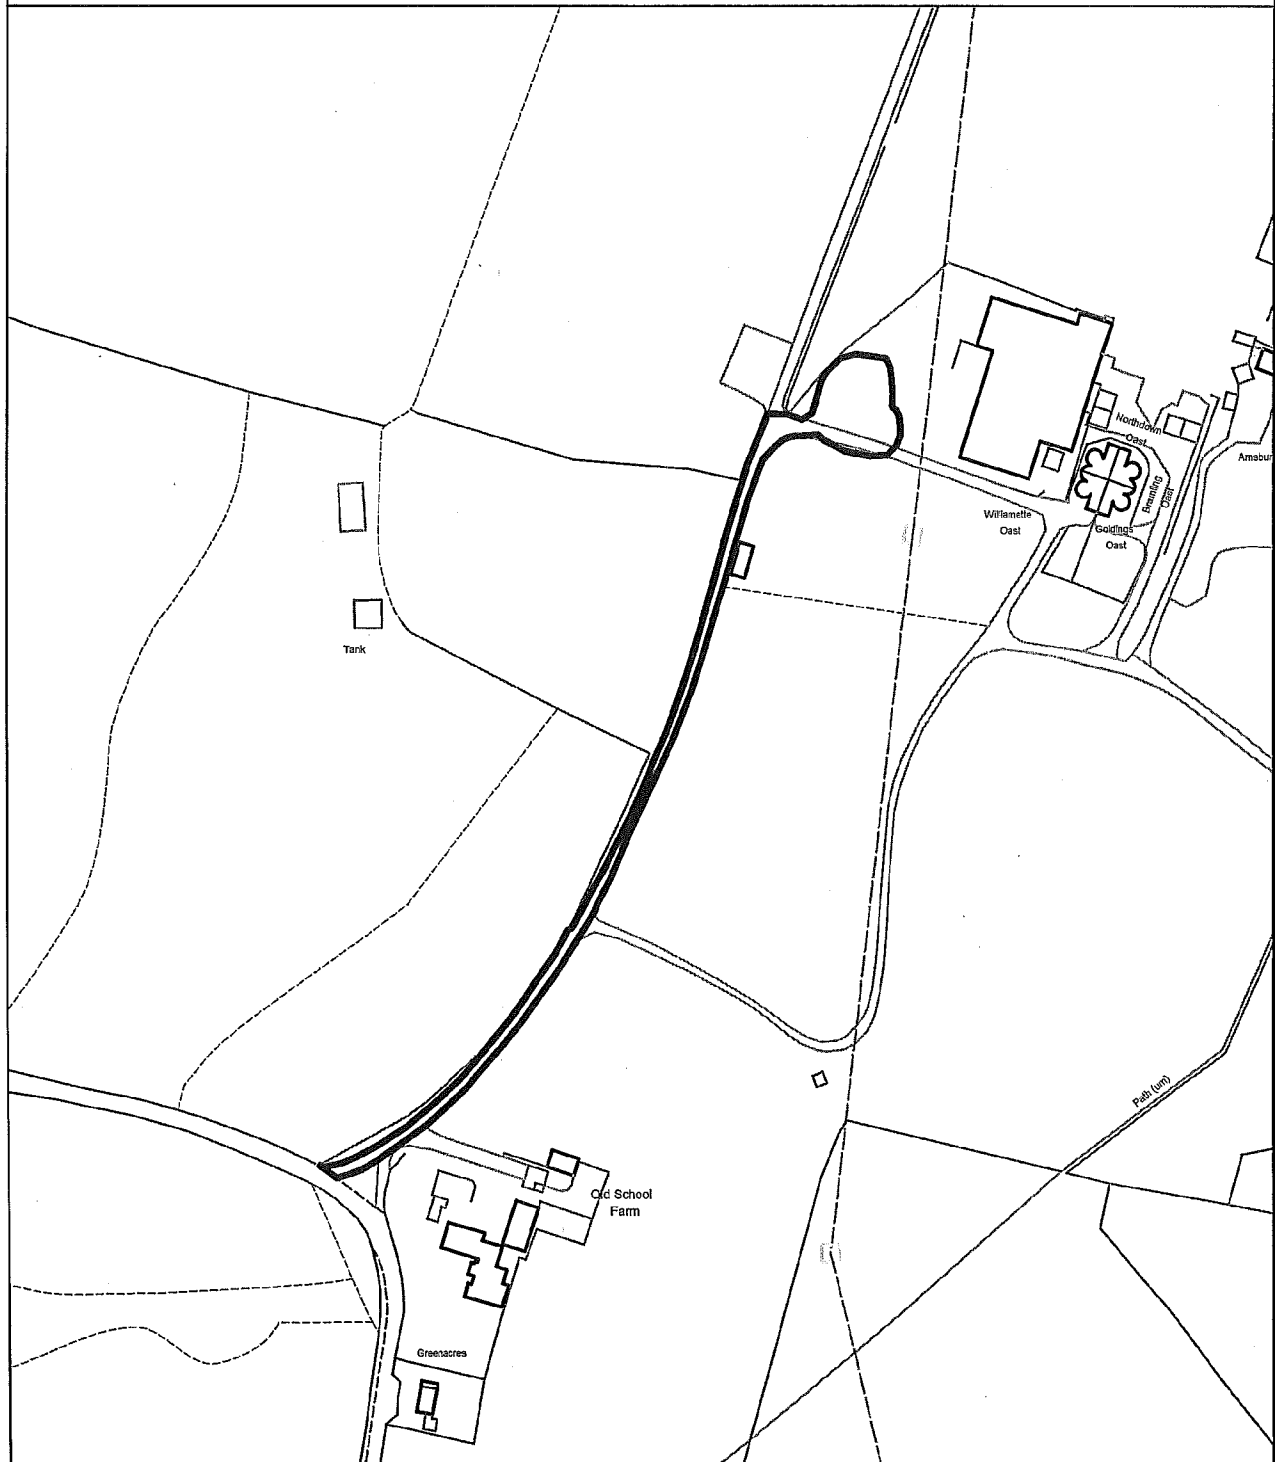 Northdown
Oast
Bramling
Oast
Willamette
Oast
Goldings
Oast
Tank
Path (um)
Old School
Farm
Greenacres